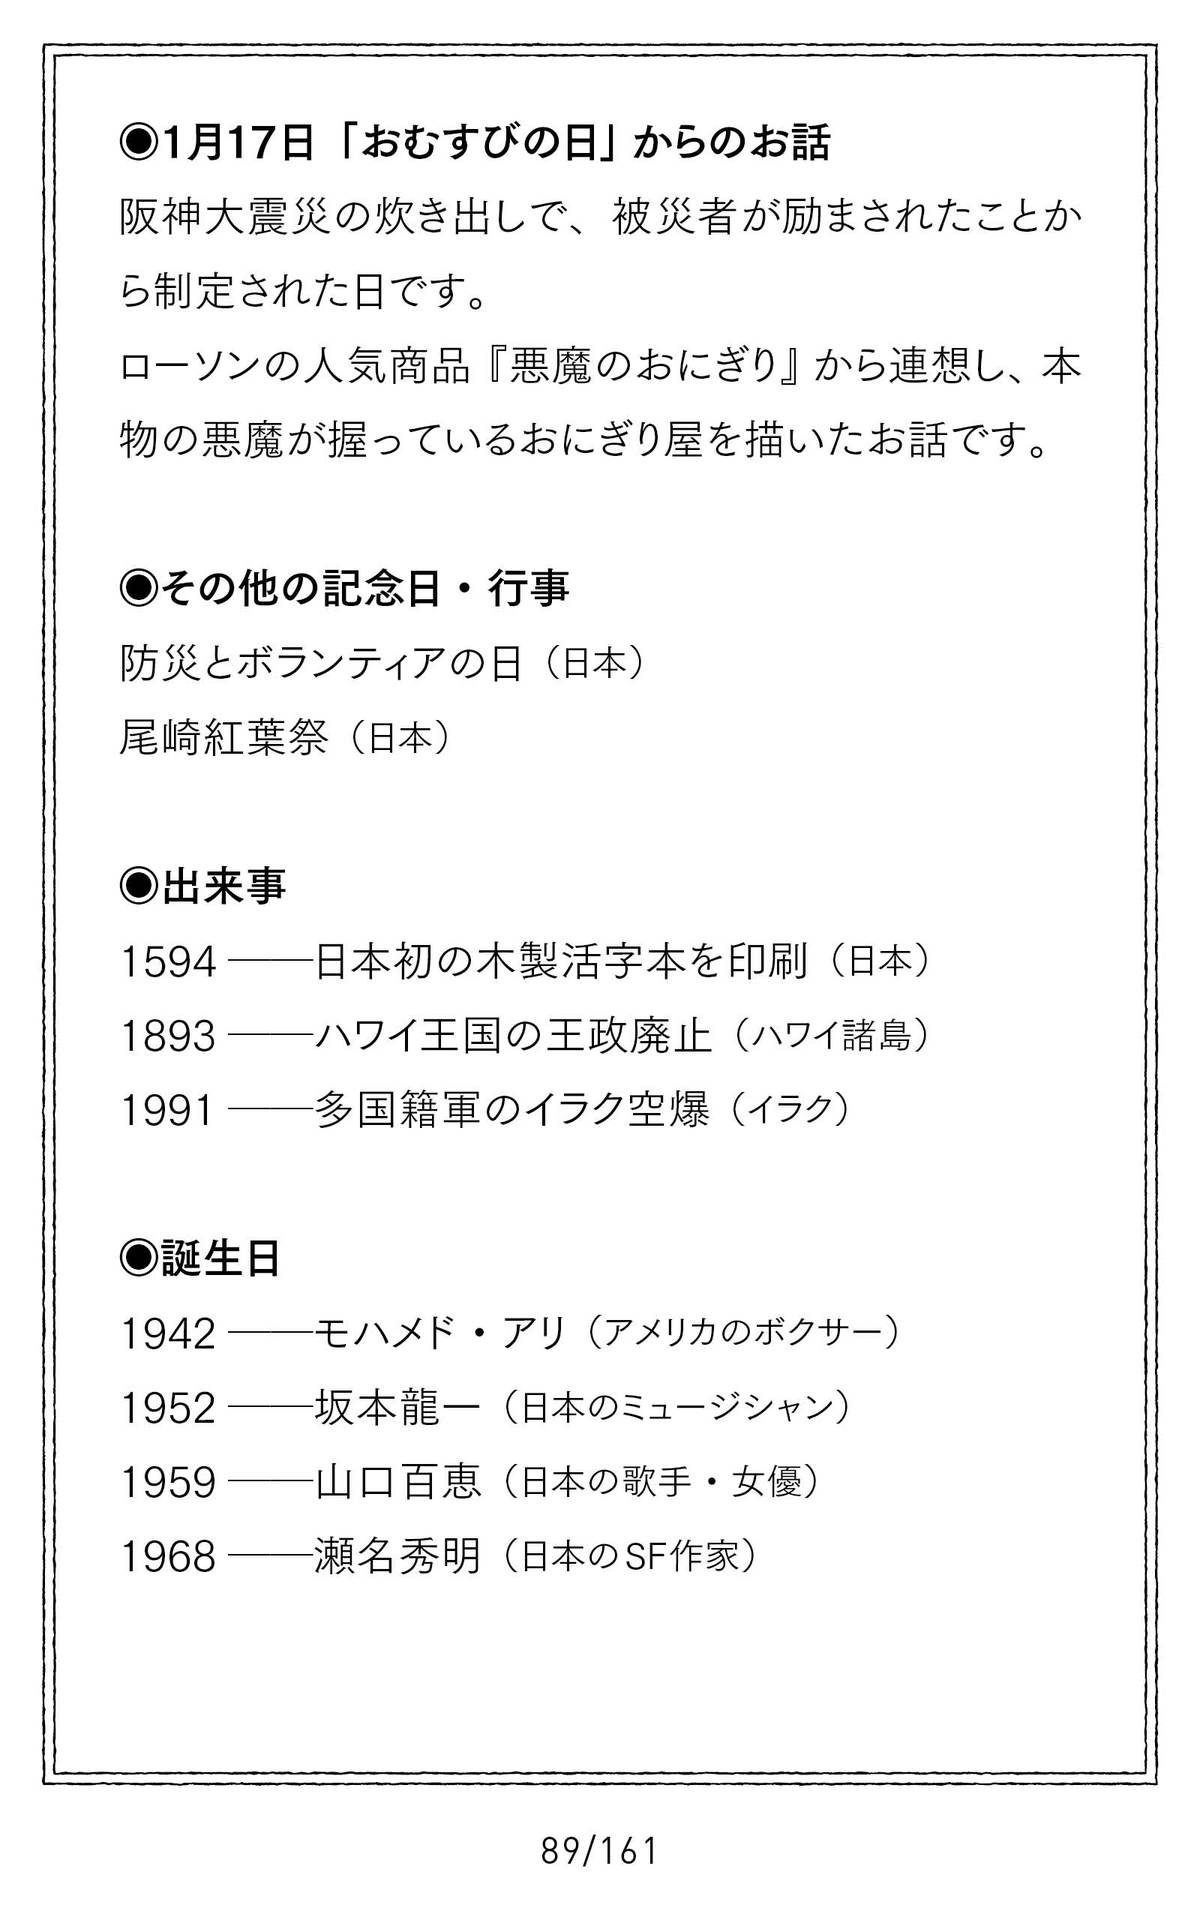 ◉1月17日「おむすびの日」からのお話
阪神大震災の炊き出しで、被災者が励まされたことか
ら制定された日です。
ローソンの人気商品『悪魔のおにぎり』から連想し、本
物の悪魔が握っているおにぎり屋を描いたお話です。
◉その他の記念日・行事
防災とボランティアの日（日本）
尾崎紅葉祭（日本）
◉出来事
1594 ──日本初の木製活字本を印刷（日本）
1893 ──ハワイ王国の王政廃止（ハワイ諸島）
1991 ──多国籍軍のイラク空爆（イラク）
◉誕生日
1942 ──モハメド・アリ（アメリカのボクサー）
1952 ──坂本龍一（日本のミュージシャン）
1959 ──山口百恵（日本の歌手・女優）
1968 ──瀬名秀明（日本のSF作家）
89/161